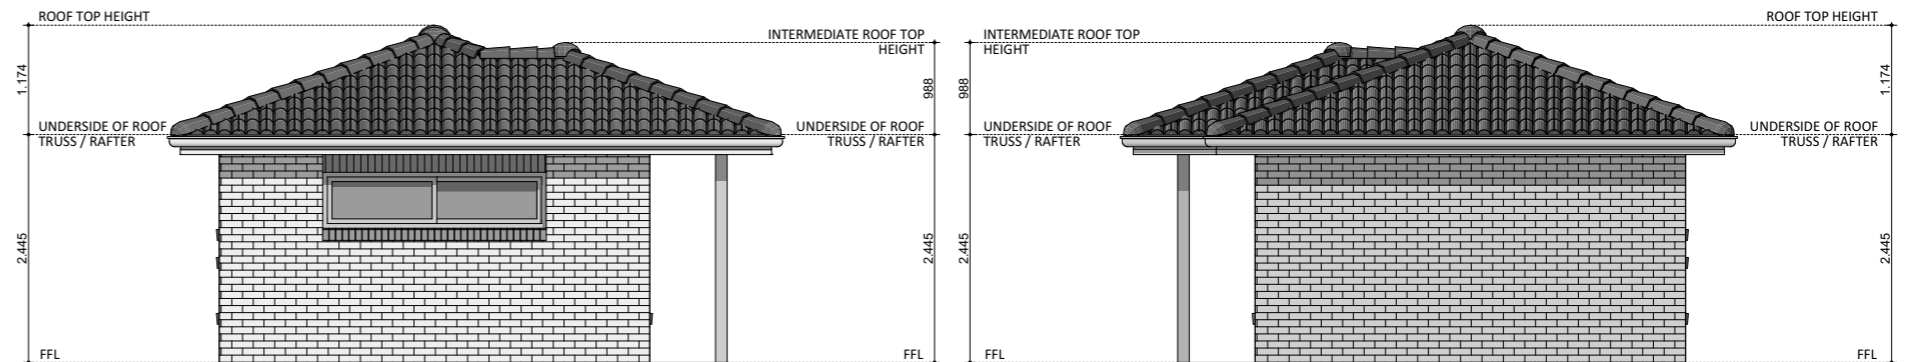 ROOF TOP HEIGHT
INTERMEDIATE ROOF TOP
HEIGHT
1.174
988
UNDERSIDE OF ROOF
TRUSS / RAFTER
UNDERSIDE OF ROOF
TRUSS / RAFTER
2.445
2.445
FFL
FFL
INTERMEDIATE ROOF TOP
HEIGHT
ROOF TOP HEIGHT
988
1.174
UNDERSIDE OF ROOF
TRUSS / RAFTER
UNDERSIDE OF ROOF
TRUSS / RAFTER
2.445
2.445
FFL
FFL